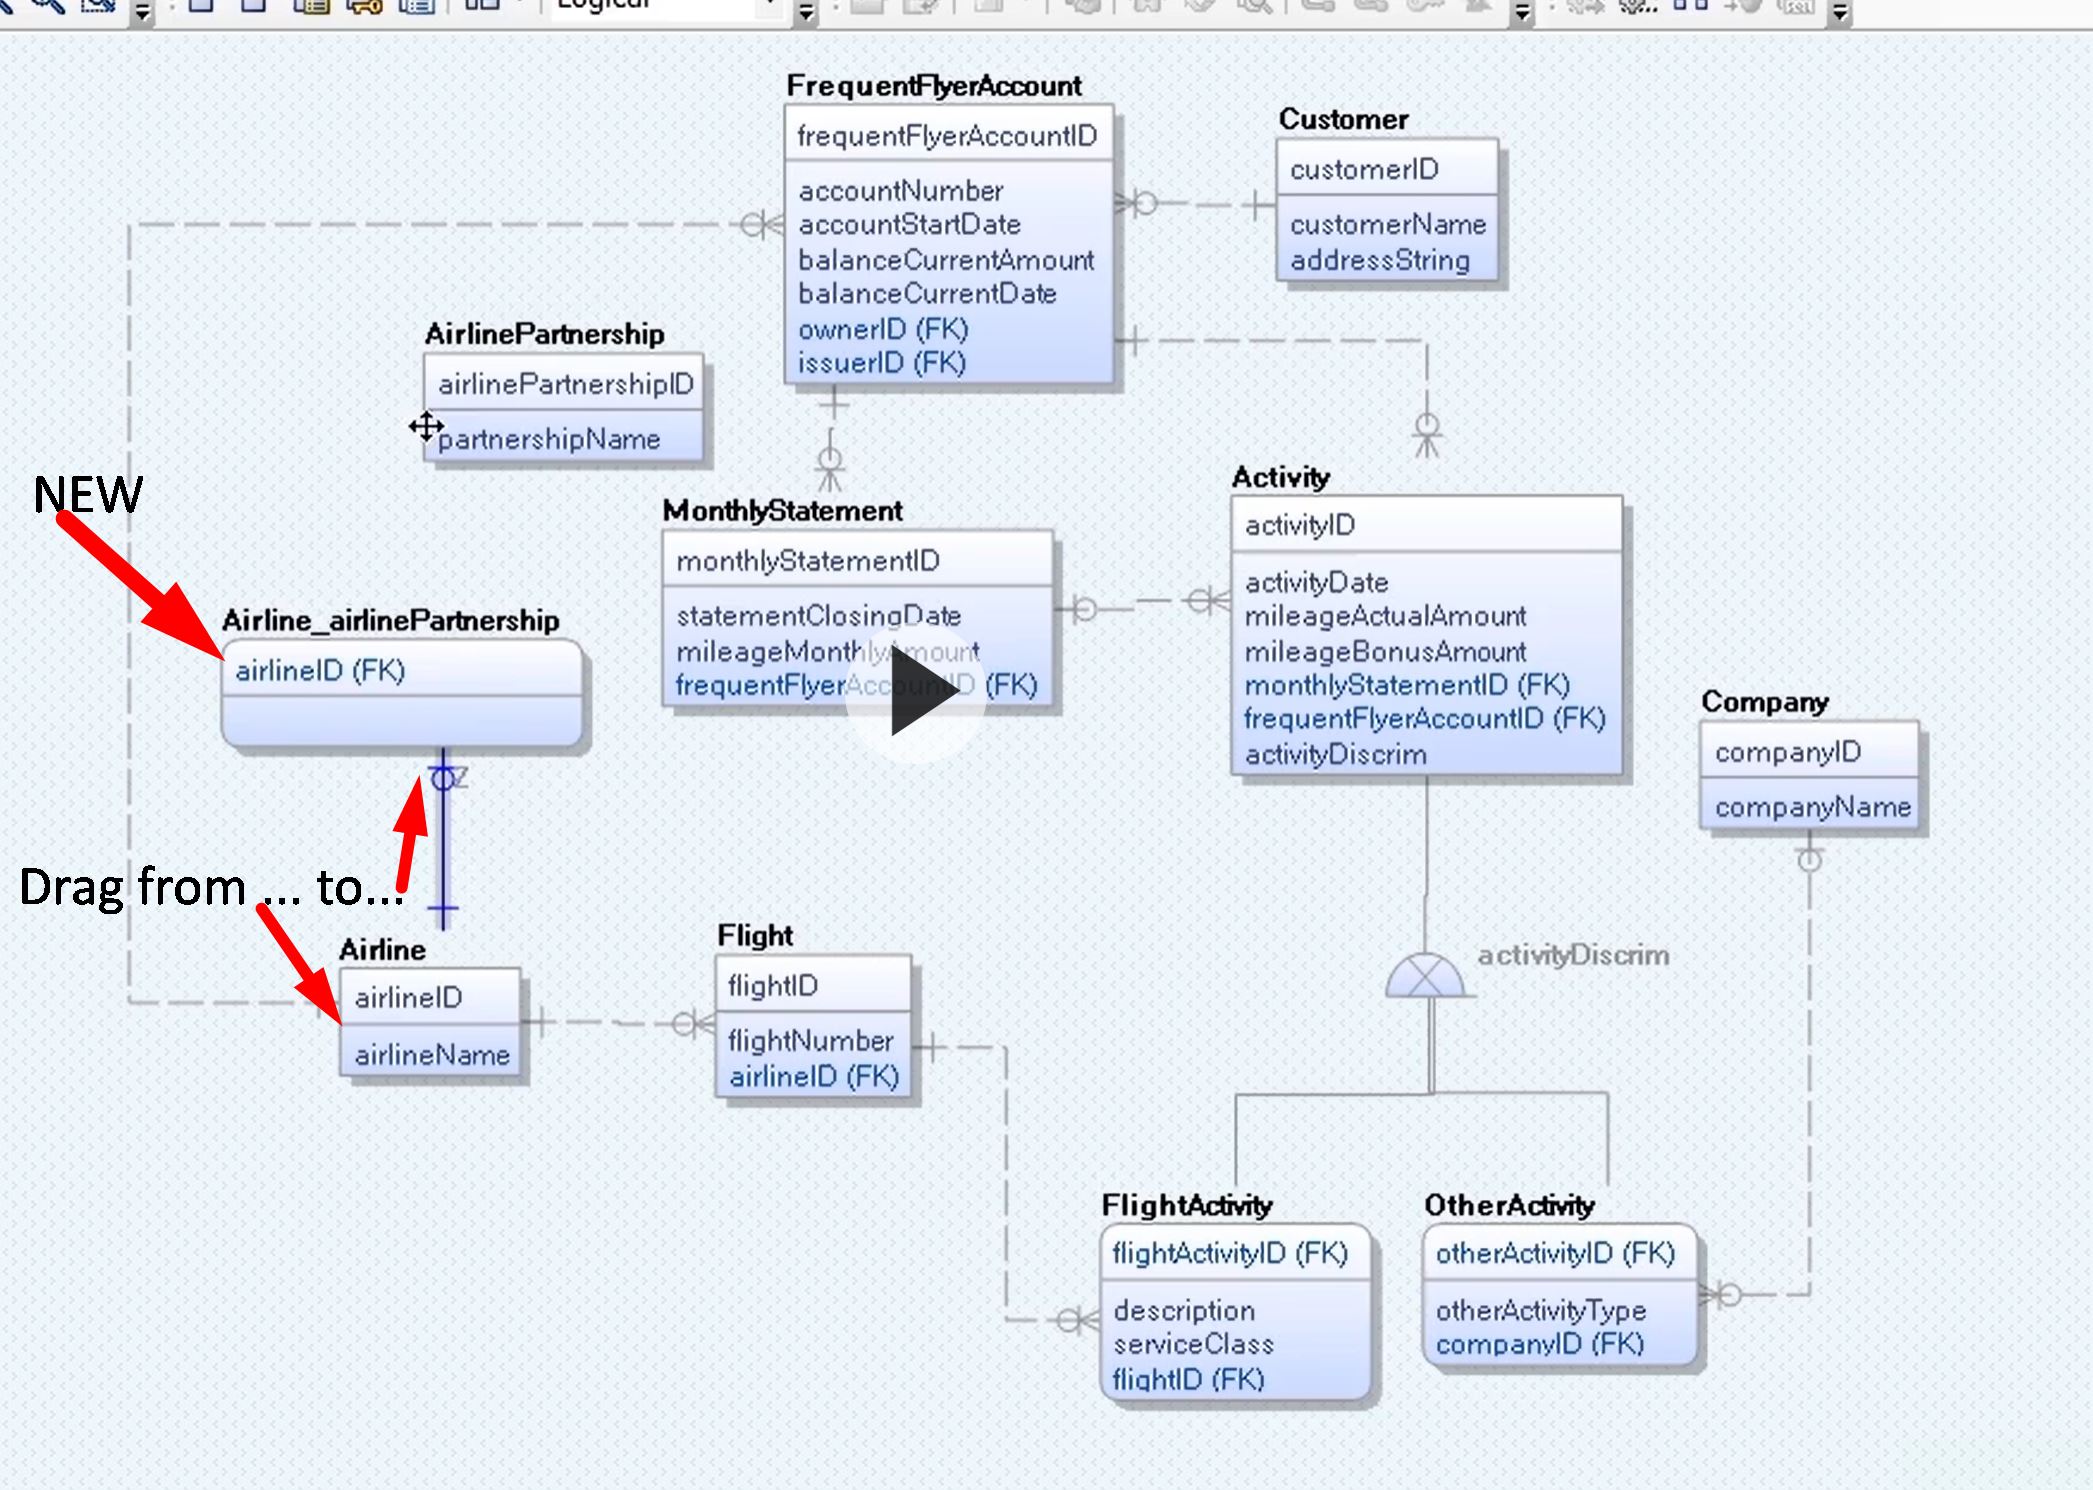 Logical
FrequentFlyerAccount
frequentFlyerAccountID
accountNumber
accountStartDate
balanceCurrentAmount
balanceCurrentDate
ownerID (FK)
issuerID (FK)
Customer
customerID
customerName
addressString
AirlinePartnership
airlinePartnershipID
partnershipName
NEW
Airline_airlinePartnership
airlineID (FK)
MonthlyStatement
monthlyStatementID
statementClosingDate
mileageMonthlyAmount
frequentFlyerAccountID (FK)
Activity
activityID
activityDate
mileageActualAmount
mileageBonusAmount
monthlyStatementID (FK)
frequentFlyerAccountID (FK)
activityDiscrim
Company
companyID
companyName
Drag from ... to...
Airline
airlineID
airlineName
Flight
flightID
flightNumber
airlineID (FK)
activityDiscrim
FlightActivity
flightActivityID (FK)
description
serviceClass
flightID (FK)
OtherActivity
otherActivityID (FK)
otherActivityType
companyID (FK)